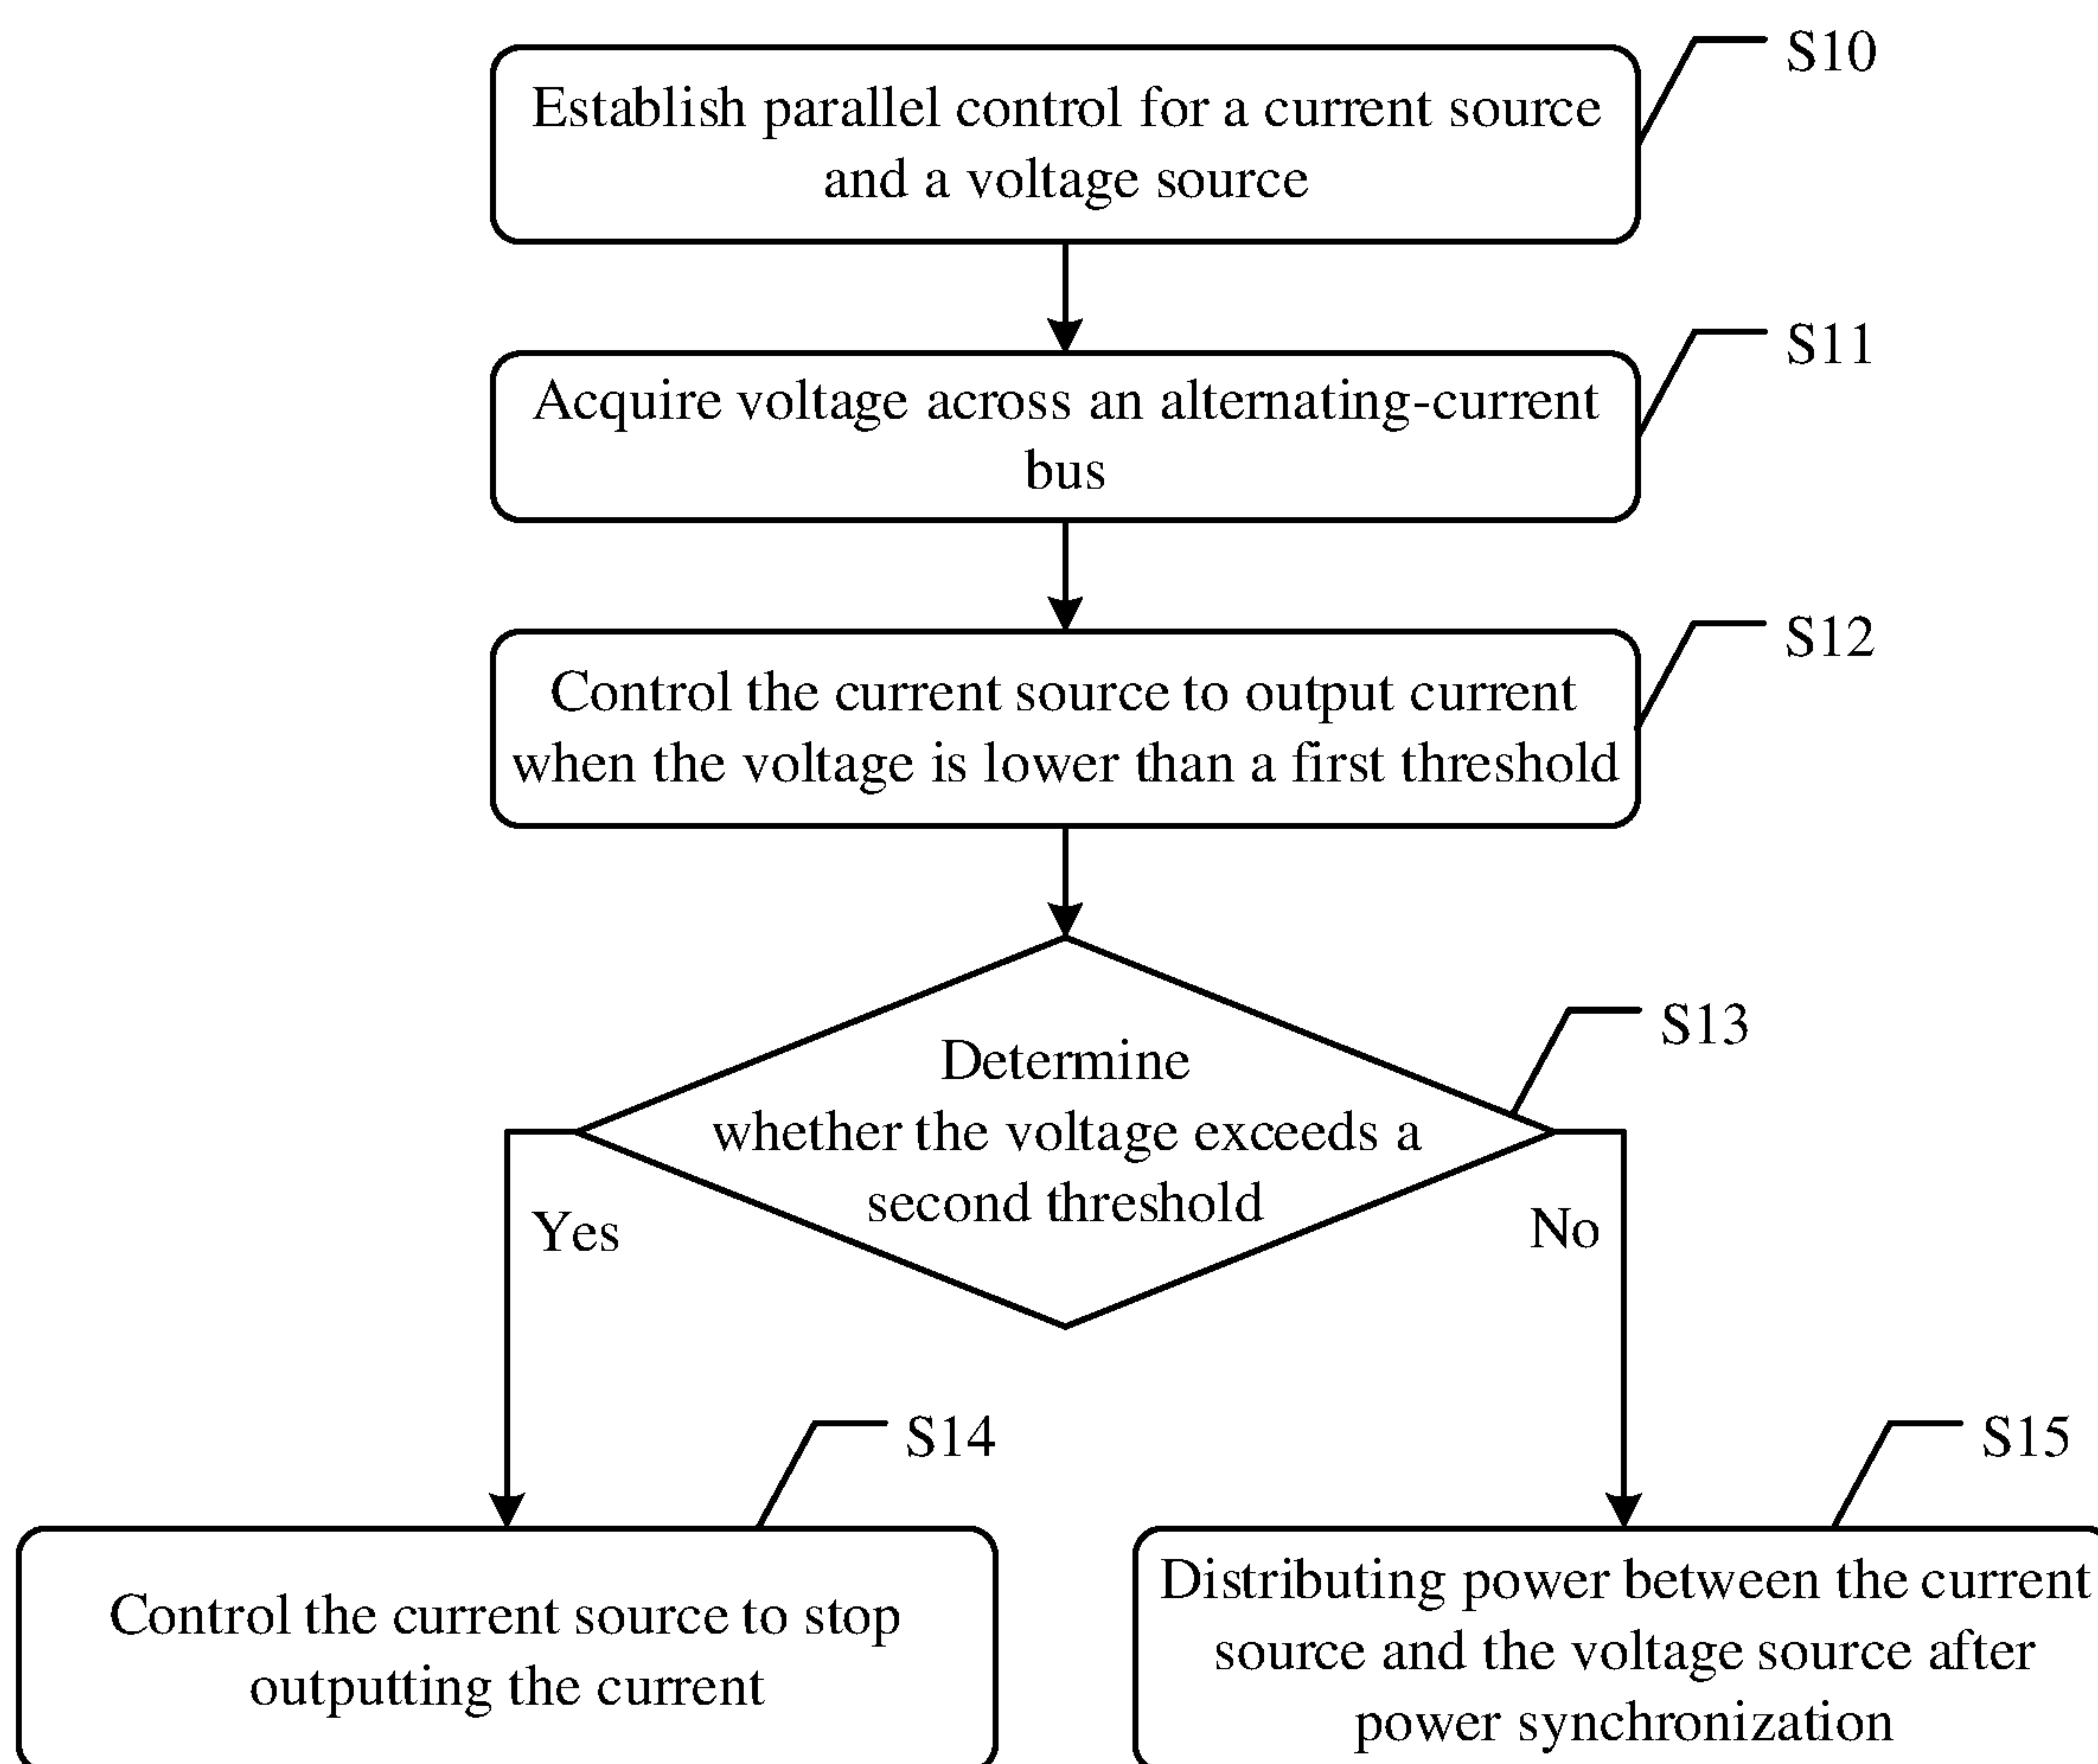 S10
Establish parallel control for a current source
and a voltage source
S11
Acquire voltage across an alternating-current
bus
S12
Control the current source to output current
when the voltage is lower than a first threshold
S13
Determine
whether the voltage exceeds a
second threshold
Yes
No
S14
Control the current source to stop
outputting the current
S15
Distributing power between the current
source and the voltage source after
power synchronization